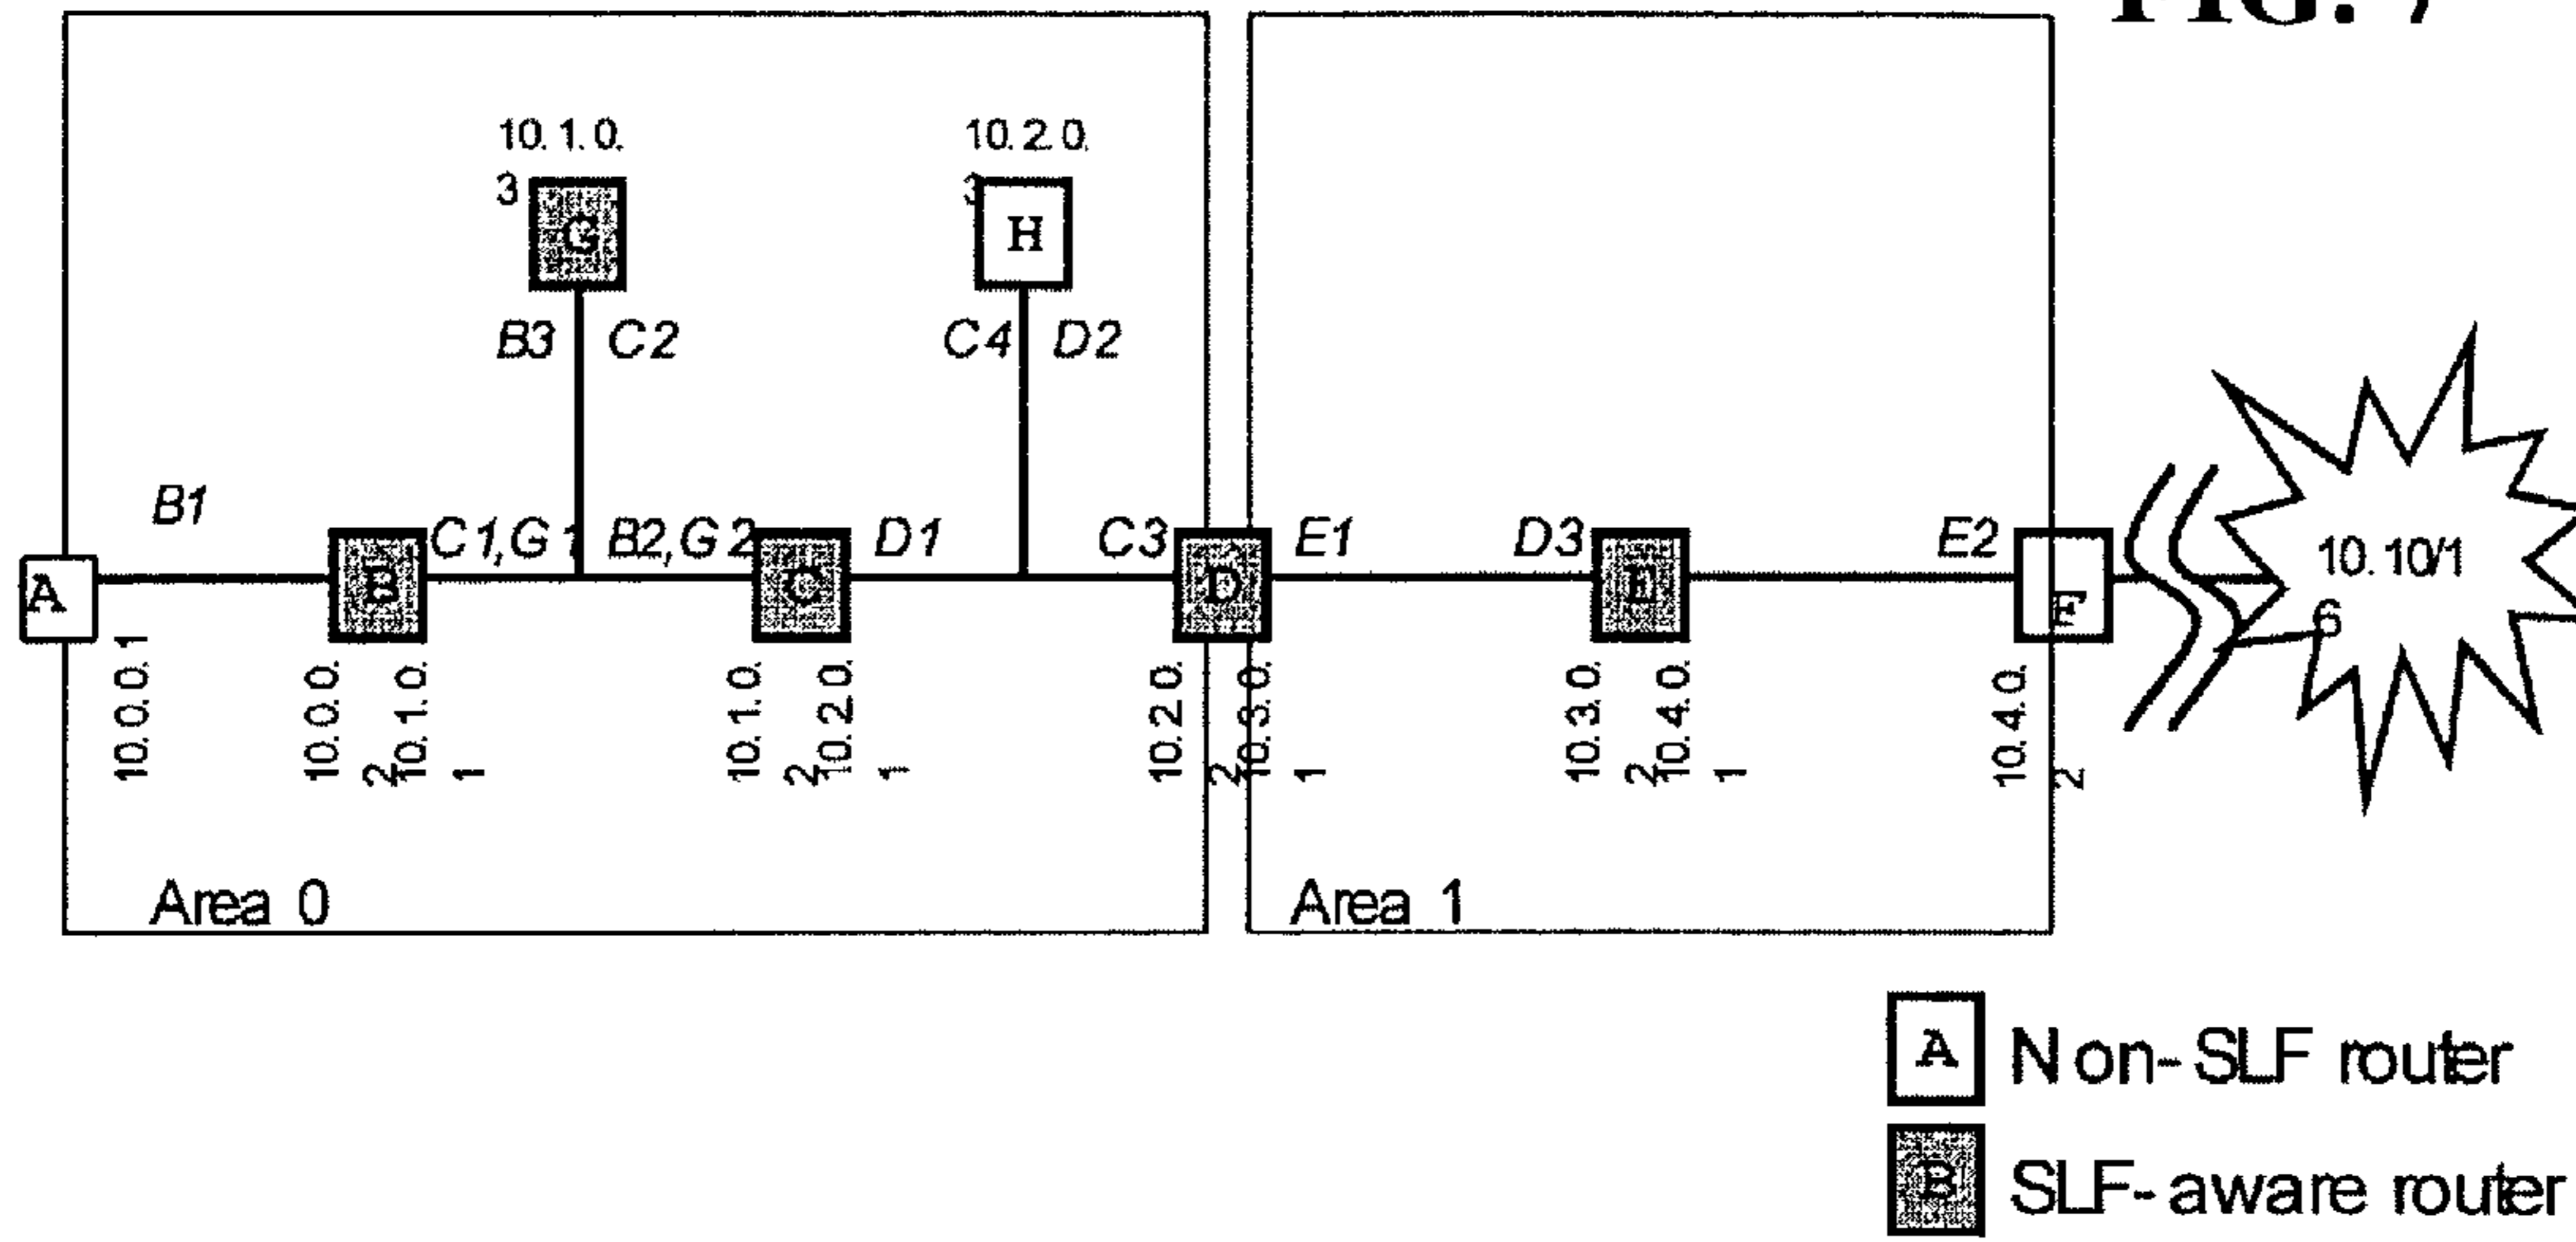 FIG. 7
10.1.0.
3
10.2.0.
3
G
H
B3
C2
C4
D2
B1
C1,G1
B2,G2
D1
C3
E1
D3
E2
A
B
C
D
E
F
10.10/1
6
10.0.0.1
10.0.0.
2
10.1.0.
1
10.1.0.
2
10.2.0.
1
10.2.0.
2
10.3.0.
1
10.3.0.
2
10.4.0.
1
10.4.0.
2
Area 0
Area 1
A Non-SLF router
B SLF-aware router